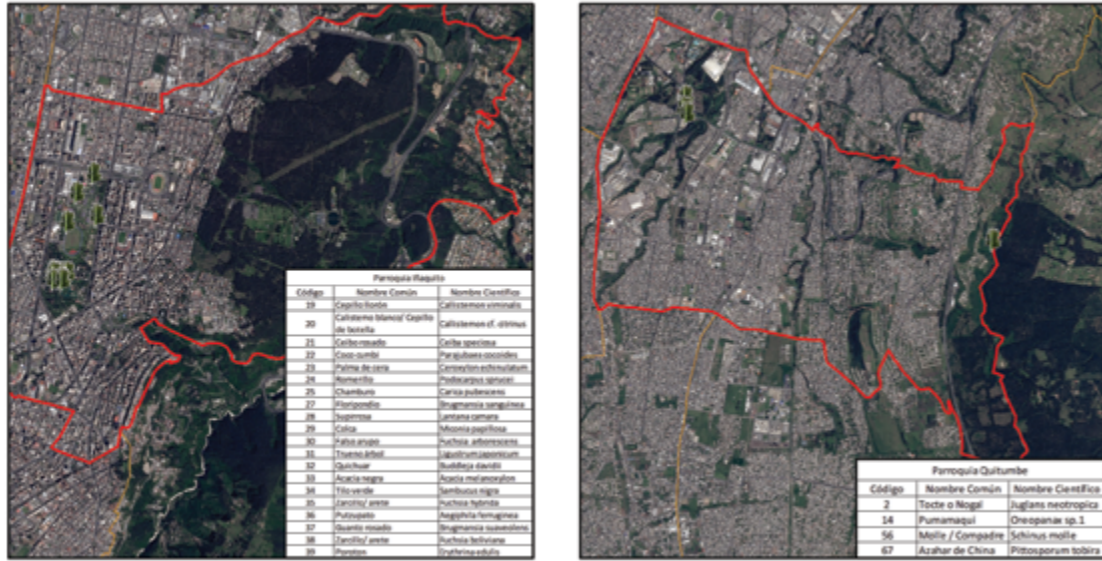 Parroquia Iñaquito
Código Nombre Común Nombre Científico
19 Cepillo llorón Callistemon viminalis
20 Calistemo blanco/ Cepillo de botella Callistemon cf. citrinus
21 Ceibo rosado Ceiba speciosa
22 Coco cumbi Parajubaea cocoides
23 Palma de cera Ceroxylon echinulatum
24 Romerillo Podocarpus sprucei
25 Chamburo Carica pubescens
27 Floripondio Brugmansia sanguinea
28 Supirrosa Lantana camara
29 Colca Miconia papillosa
30 Falso arupo Fuchsia arborescens
31 Trueno árbol Ligustrum japonicum
32 Quichuar Buddleja davidii
33 Acacia negra Acacia melanoxylon
34 Tilo verde Sambucus nigra
35 Zarcillo/ arete Fuchsia hybrida
36 Putzupato Aegiphila ferruginea
37 Guanto rosado Brugmansia suaveolens
38 Zarcillo/ arete Fuchsia boliviana
39 Poroton Erythrina edulis
Parroquia Quitumbe
Código Nombre Común Nombre Científico
2 Tocte o Nogal Juglans neotropica
14 Pumamaqui Oreopanax sp.1
56 Molle / Compadre Schinus molle
67 Azahar de China Pittosporum tobira